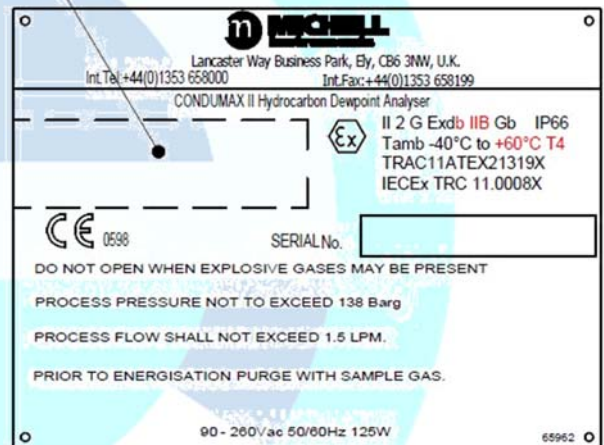 MICHELL
Lancaster Way Business Park, Ely, CB6 3NW, U.K.
Int.Tel:+44(0)1353 658000 Int.Fax:+44(0)1353 658199
CONDUMAX II Hydrocarbon Dewpoint Analyser
Ex II 2 G Exdb IIB Gb IP66
Tamb -40°C to +60°C T4
TRAC11ATEX21319X
IECEx TRC 11.0008X
CE 0598 SERIAL No.
DO NOT OPEN WHEN EXPLOSIVE GASES MAY BE PRESENT
PROCESS PRESSURE NOT TO EXCEED 138 Barg
PROCESS FLOW SHALL NOT EXCEED 1.5 LPM.
PRIOR TO ENERGISATION PURGE WITH SAMPLE GAS.
90 - 260Vac 50/60Hz 125W
65962